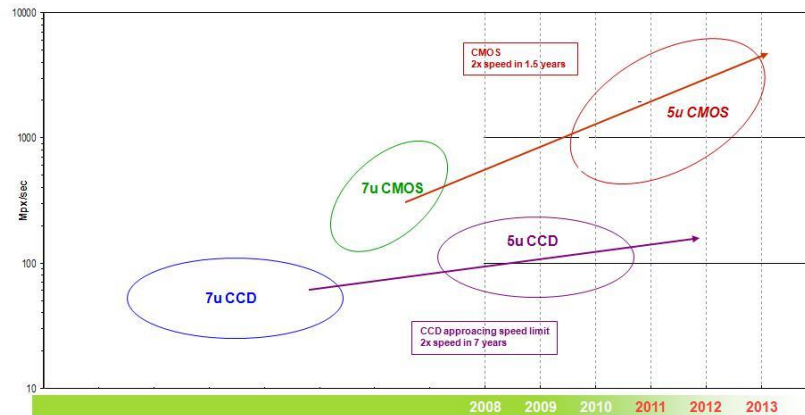 10000
CMOS
2x speed in 1.5 years
5u CMOS
1000
7u CMOS
Mpx/sec
5u CCD
100
7u CCD
CCD approacing speed limit
2x speed in 7 years
10
2008 2009 2010 2011 2012 2013